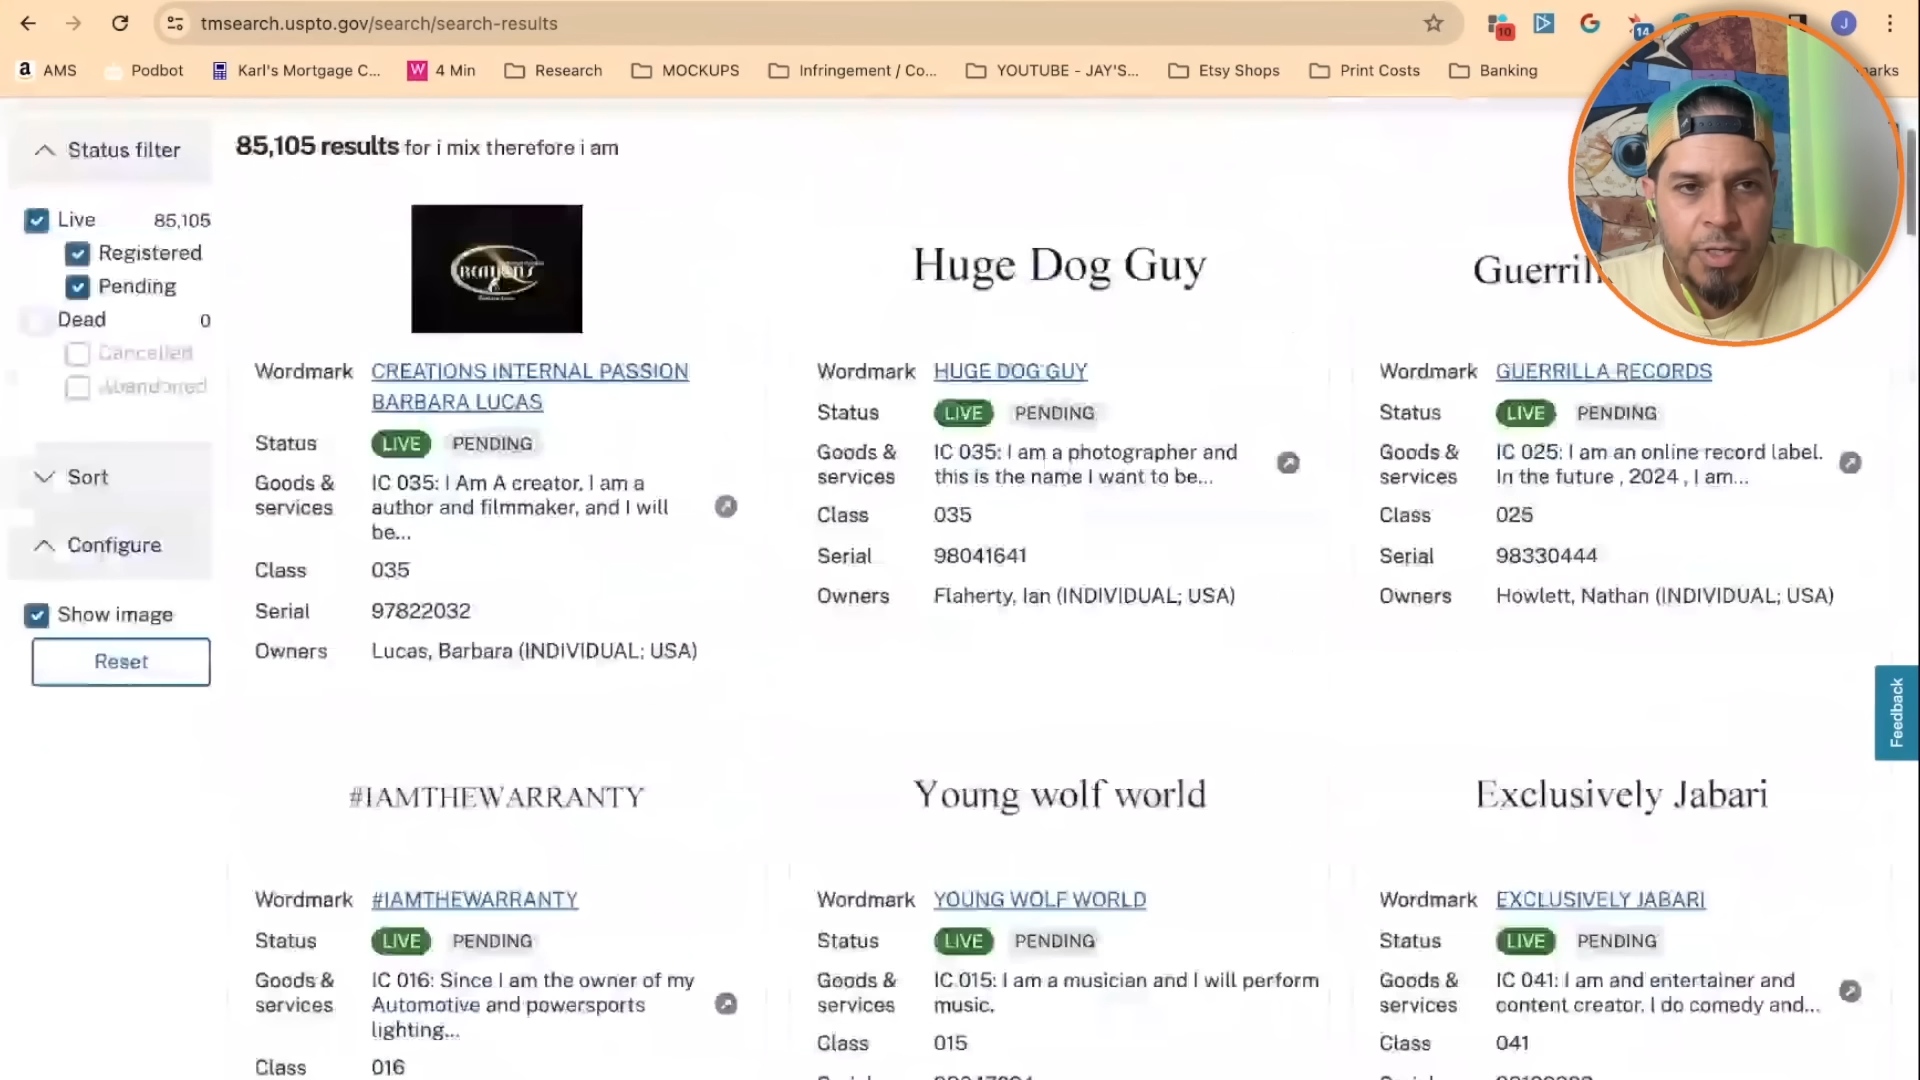 tmsearch.uspto.gov/search/search-results
10
G
14
J
a AMS
Podbot
Karl's Mortgage C...
W 4 Min
Research
MOCKUPS
Infringement / Co...
YOUTUBE - JAY'S...
Etsy Shops
Print Costs
Banking
Status filter
Live 85,105
Registered
Pending
Dead 0
Cancelled
Abandoned
Sort
Configure
Show image
Reset
85,105 results for i mix therefore i am
Wordmark CREATIONS INTERNAL PASSION
BARBARA LUCAS
Status LIVE PENDING
Goods & services IC 035: I Am A creator, I am a
author and filmmaker, and I will
be...
Class 035
Serial 97822032
Owners Lucas, Barbara (INDIVIDUAL; USA)
Huge Dog Guy
Wordmark HUGE DOG GUY
Status LIVE PENDING
Goods & services IC 035: I am a photographer and
this is the name I want to be...
Class 035
Serial 98041641
Owners Flaherty, Ian (INDIVIDUAL; USA)
Wordmark GUERRILLA RECORDS
Status LIVE PENDING
Goods & services IC 025: I am an online record label.
In the future , 2024 , I am...
Class 025
Serial 98330444
Owners Howlett, Nathan (INDIVIDUAL; USA)
Feedback
#IAMTHEWARRANTY
Wordmark #IAMTHEWARRANTY
Status LIVE PENDING
Goods & services IC 016: Since I am the owner of my
Automotive and powersports
lighting...
Class 016
Young wolf world
Wordmark YOUNG WOLF WORLD
Status LIVE PENDING
Goods & services IC 015: I am a musician and I will perform
music.
Class 015
Exclusively Jabari
Wordmark EXCLUSIVELY JABARI
Status LIVE PENDING
Goods & services IC 041: I am and entertainer and
content creator. I do comedy and...
Class 041